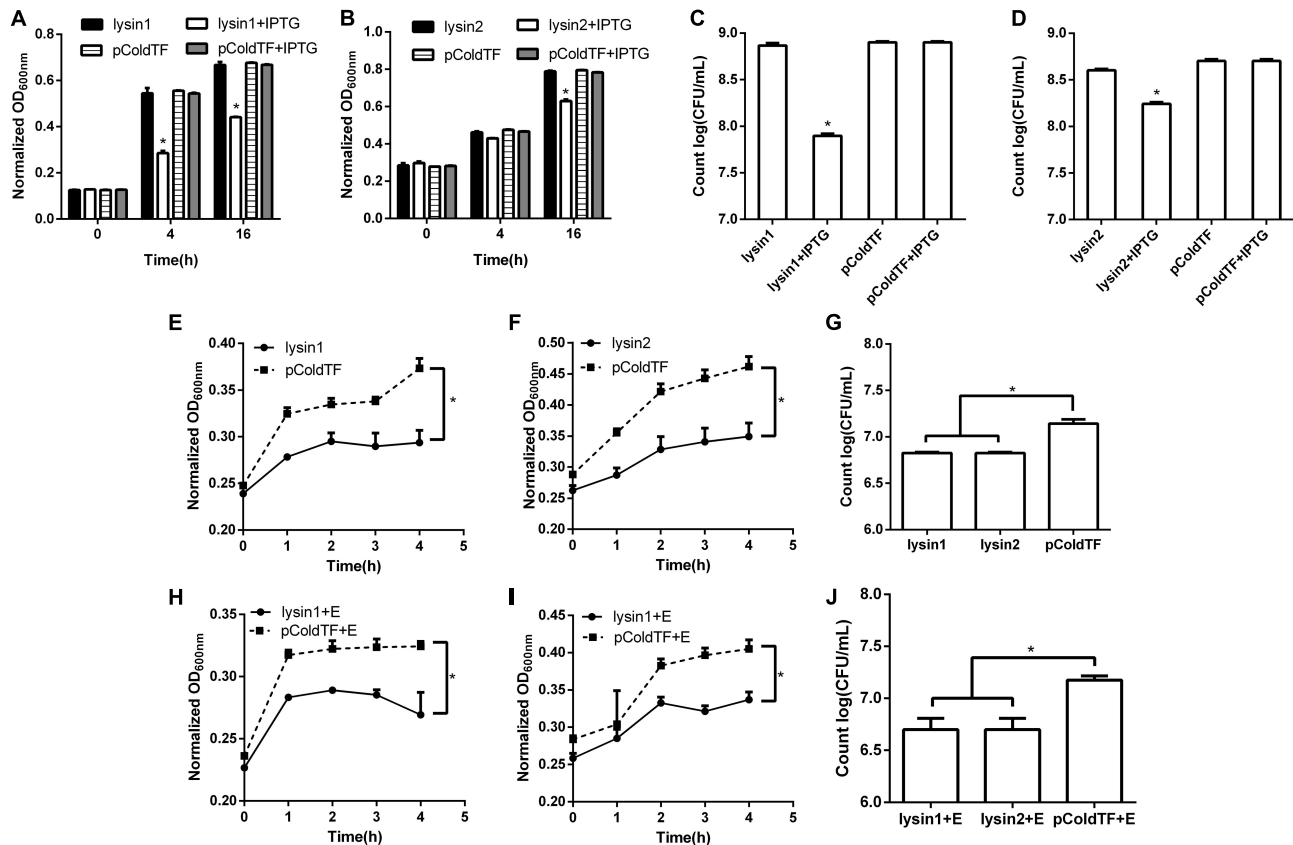 A
lysin1
lysin1+IPTG
pColdTF
pColdTF+IPTG
Normalized OD600nm
0.8
0.6
0.4
0.2
0.0
0
4
16
*
*
Time(h)
B
lysin2
lysin2+IPTG
pColdTF
pColdTF+IPTG
Normalized OD600nm
1.0
0.8
0.6
0.4
0.2
0.0
0
4
16
*
Time(h)
C
Count log(CFU/mL)
9.0
8.5
8.0
7.5
7.0
*
lysin1
lysin1+IPTG
pColdTF
pColdTF+IPTG
D
Count log(CFU/mL)
9.0
8.5
8.0
7.5
7.0
*
lysin2
lysin2+IPTG
pColdTF
pColdTF+IPTG
E
lysin1
pColdTF
Normalized OD600nm
0.40
0.35
0.30
0.25
0.20
0 1 2 3 4 5
*
Time(h)
F
lysin2
pColdTF
Normalized OD600nm
0.50
0.45
0.40
0.35
0.30
0.25
0.20
0 1 2 3 4 5
*
Time(h)
G
Count log(CFU/mL)
8.0
7.5
7.0
6.5
6.0
*
lysin1 lysin2 pColdTF
H
lysin1+E
pColdTF+E
Normalized OD600nm
0.35
0.30
0.25
0.20
0 1 2 3 4 5
*
Time(h)
I
lysin1+E
pColdTF+E
Normalized OD600nm
0.45
0.40
0.35
0.30
0.25
0.20
0 1 2 3 4 5
*
Time(h)
J
Count log(CFU/mL)
8.0
7.5
7.0
6.5
6.0
*
lysin1+E lysin2+E pColdTF+E